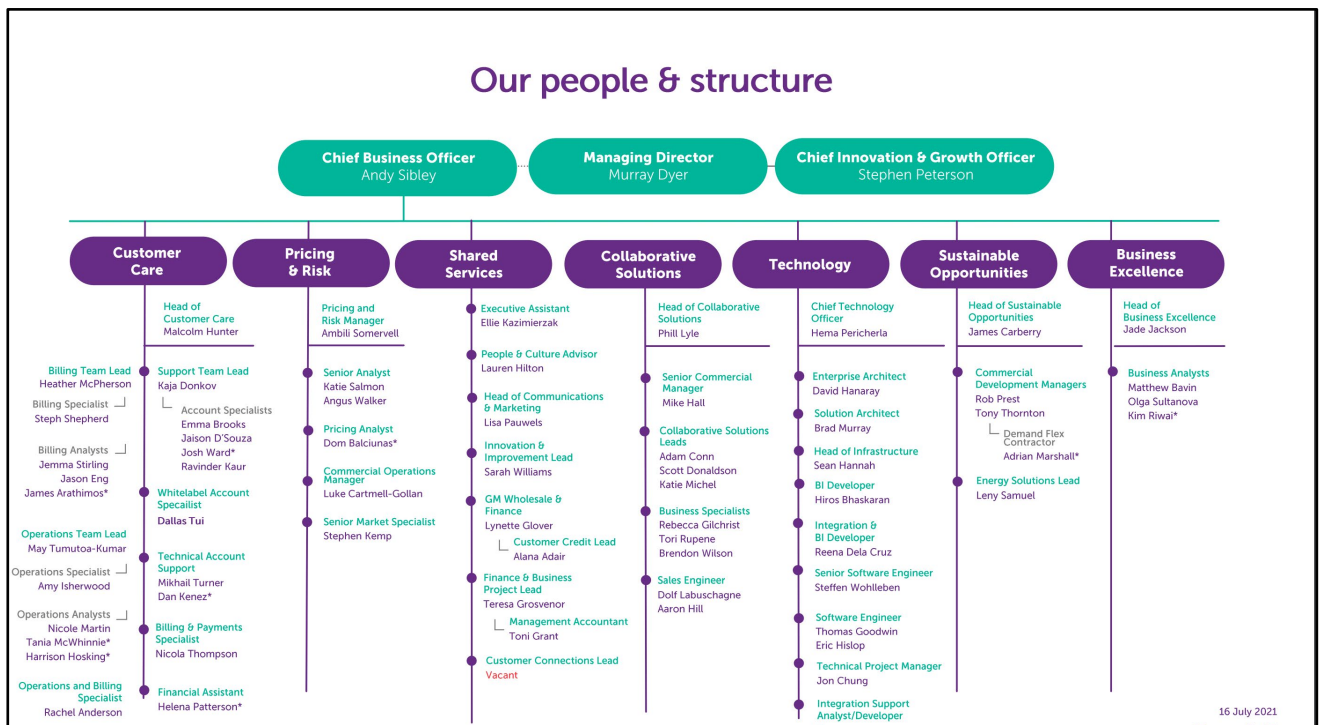 Our people & structure
Chief Business Officer
Andy Sibley
Managing Director
Murray Dyer
Chief Innovation & Growth Officer
Stephen Peterson
Customer
Care
Head of
Customer Care
Malcolm Hunter
Billing Team Lead
Heather McPherson
Billing Specialist
Steph Shepherd
Billing Analysts
Jemma Stirling
Jason Eng
James Arathimos*
Operations Team Lead
May Tumutoa-Kumar
Operations Specialist
Amy Isherwood
Operations Analysts
Nicole Martin
Tania McWhinnie*
Harrison Hosking*
Operations and Billing
Specialist
Rachel Anderson
Support Team Lead
Kaja Donkov
Account Specialists
Emma Brooks
Jaison D'Souza
Josh Ward*
Ravinder Kaur
Whitelabel Account
Specailist
Dallas Tui
Technical Account
Support
Mikhail Turner
Dan Kenez*
Billing & Payments
Specialist
Nicola Thompson
Financial Assistant
Helena Patterson*
Pricing
& Risk
Pricing and
Risk Manager
Ambili Somervell
Senior Analyst
Katie Salmon
Angus Walker
Pricing Analyst
Dom Balciunas*
Commercial Operations
Manager
Luke Cartmell-Gollan
Senior Market Specialist
Stephen Kemp
Shared
Services
Executive Assistant
Ellie Kazimierzak
People & Culture Advisor
Lauren Hilton
Head of Communications
& Marketing
Lisa Pauwels
Innovation &
Improvement Lead
Sarah Williams
GM Wholesale &
Finance
Lynette Glover
Customer Credit Lead
Alana Adair
Finance & Business
Project Lead
Teresa Grosvenor
Management Accountant
Toni Grant
Customer Connections Lead
Vacant
Collaborative
Solutions
Head of Collaborative
Solutions
Phill Lyle
Senior Commercial
Manager
Mike Hall
Collaborative Solutions
Leads
Adam Conn
Scott Donaldson
Katie Michel
Business Specialists
Rebecca Gilchrist
Tori Rupene
Brendon Wilson
Sales Engineer
Dolf Labuschagne
Aaron Hill
Technology
Chief Technology
Officer
Hema Pericherla
Enterprise Architect
David Hanaray
Solution Architect
Brad Murray
Head of Infrastructure
Sean Hannah
BI Developer
Hiros Bhaskaran
Integration &
BI Developer
Reena Dela Cruz
Senior Software Engineer
Steffen Wohlleben
Software Engineer
Thomas Goodwin
Eric Hislop
Technical Project Manager
Jon Chung
Integration Support
Analyst/Developer
Sustainable
Opportunities
Head of Sustainable
Opportunities
James Carberry
Commercial
Development Managers
Rob Prest
Tony Thornton
Demand Flex
Contractor
Adrian Marshall*
Energy Solutions Lead
Leny Samuel
Business
Excellence
Head of
Business Excellence
Jade Jackson
Business Analysts
Matthew Bavin
Olga Sultanova
Kim Riwai*
16 July 2021